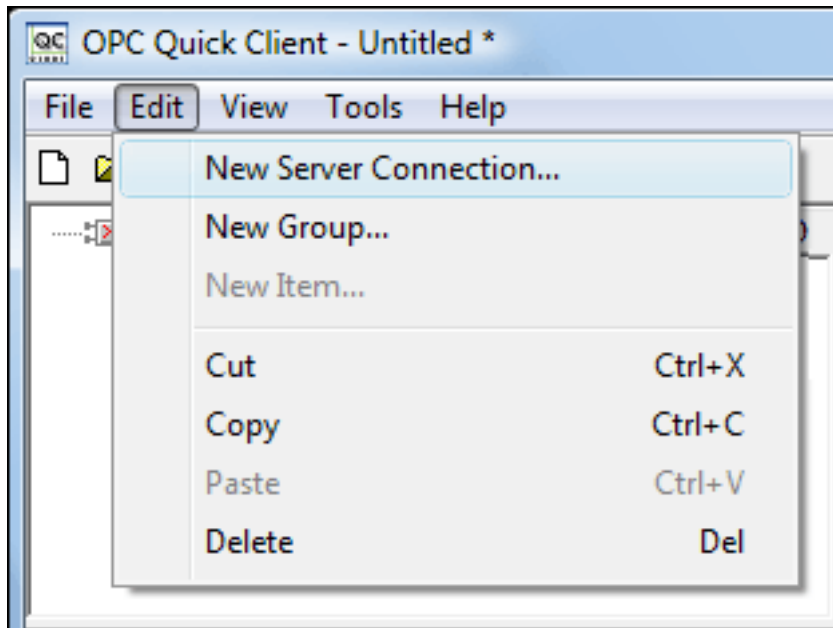 OPC Quick Client - Untitled *
File Edit View Tools Help
New Server Connection...
New Group...
New Item...
Cut Ctrl+X
Copy Ctrl+C
Paste Ctrl+V
Delete Del